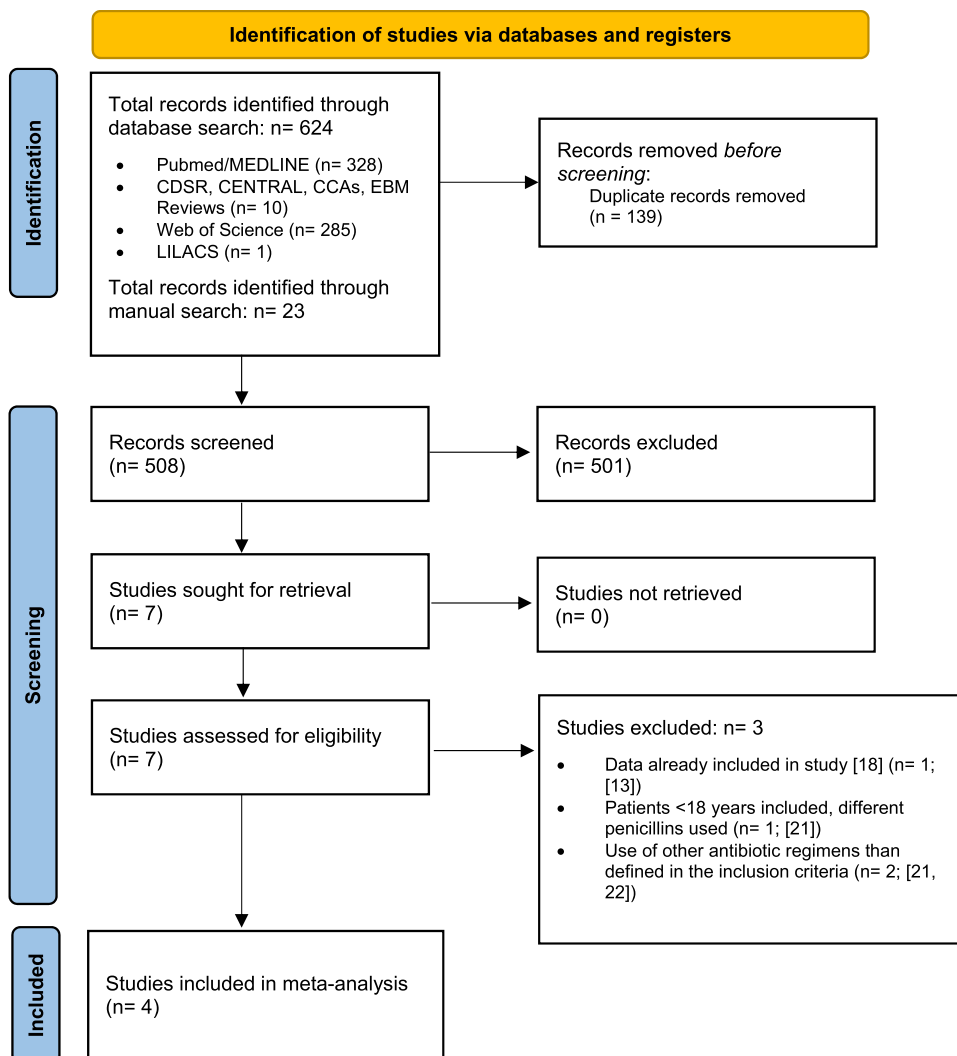 Identification of studies via databases and registers
Identification
Total records identified through
database search: n= 624
• Pubmed/MEDLINE (n= 328)
• CDSR, CENTRAL, CCAs, EBM
Reviews (n= 10)
• Web of Science (n= 285)
• LILACS (n= 1)
Total records identified through
manual search: n= 23
Records removed before
screening:
Duplicate records removed
(n = 139)
Screening
Records screened
(n= 508)
Records excluded
(n= 501)
Studies sought for retrieval
(n= 7)
Studies not retrieved
(n= 0)
Studies assessed for eligibility
(n= 7)
Studies excluded: n= 3
• Data already included in study [18] (n= 1;
[13])
• Patients <18 years included, different
penicillins used (n= 1; [21])
• Use of other antibiotic regimens than
defined in the inclusion criteria (n= 2; [21,
22])
Included
Studies included in meta-analysis
(n= 4)